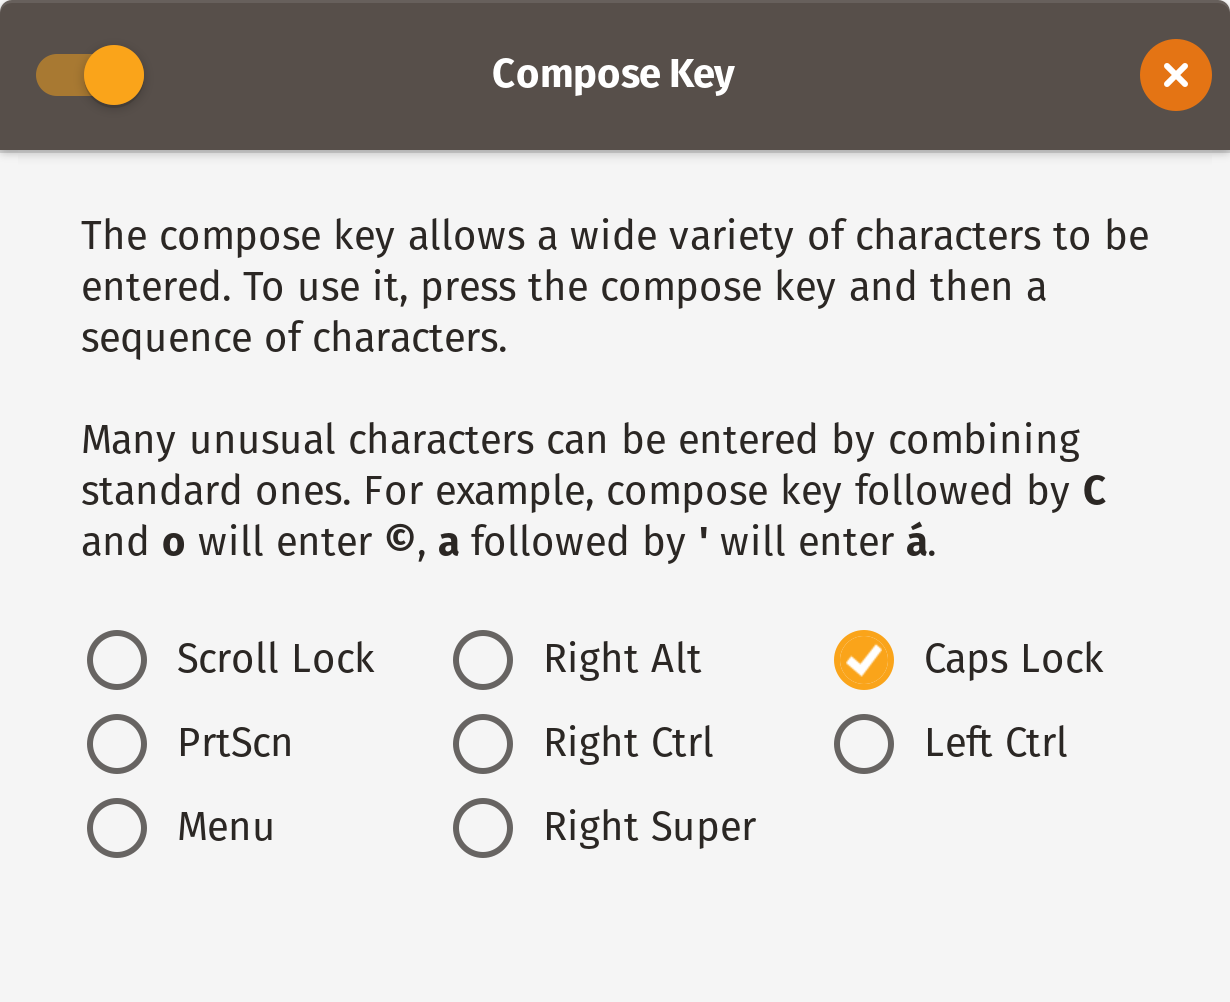 Compose Key
The compose key allows a wide variety of characters to be
entered. To use it, press the compose key and then a
sequence of characters.
Many unusual characters can be entered by combining
standard ones. For example, compose key followed by C
and o will enter ©, a followed by ' will enter á.
Scroll Lock Right Alt Caps Lock
PrtScn Right Ctrl Left Ctrl
Menu Right Super